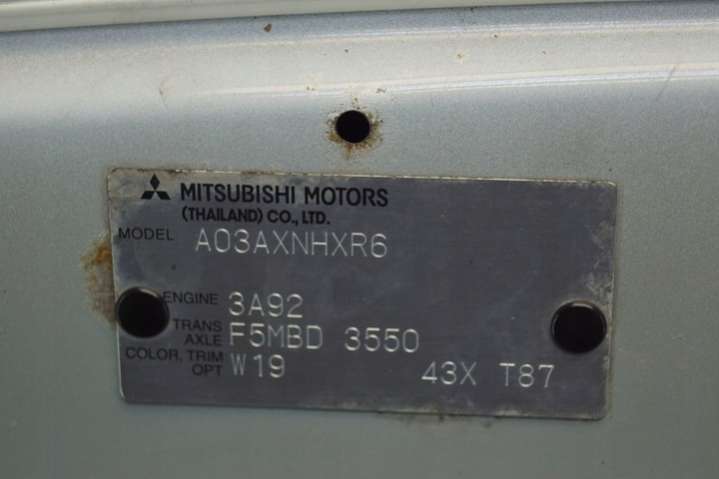 MITSUBISHI MOTORS
(THAILAND) CO., LTD.
MODEL A03AXNHXR6
ENGINE 3A92
TRANS AXLE F5MBD 3550
COLOR, TRIM OPT W19 43X T87